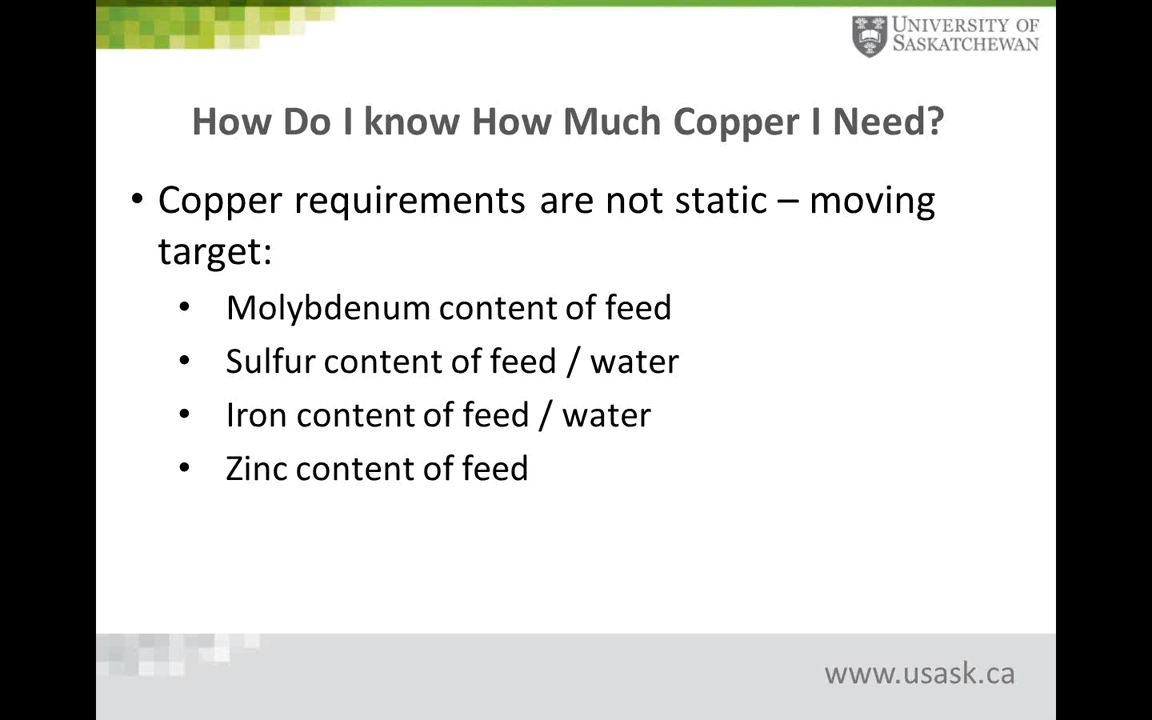 UNIVERSITY OF
SASKATCHEWAN
How Do I know How Much Copper I Need?
• Copper requirements are not static – moving
target:
• Molybdenum content of feed
• Sulfur content of feed / water
• Iron content of feed / water
• Zinc content of feed
www.usask.ca